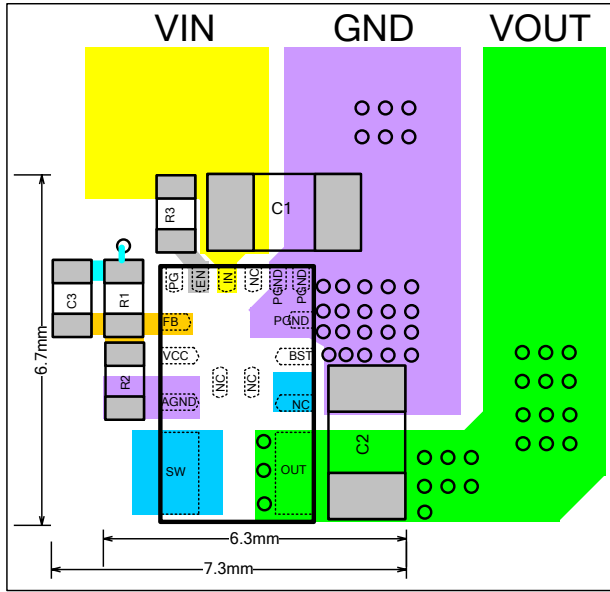 VIN GND VOUT
R3
C1
PG EN IN NC PGND PGND
C3 R1
FB PGND
VCC BST
R2
NC NC
AGND NC
6.7mm
C2
SW OUT
6.3mm
7.3mm